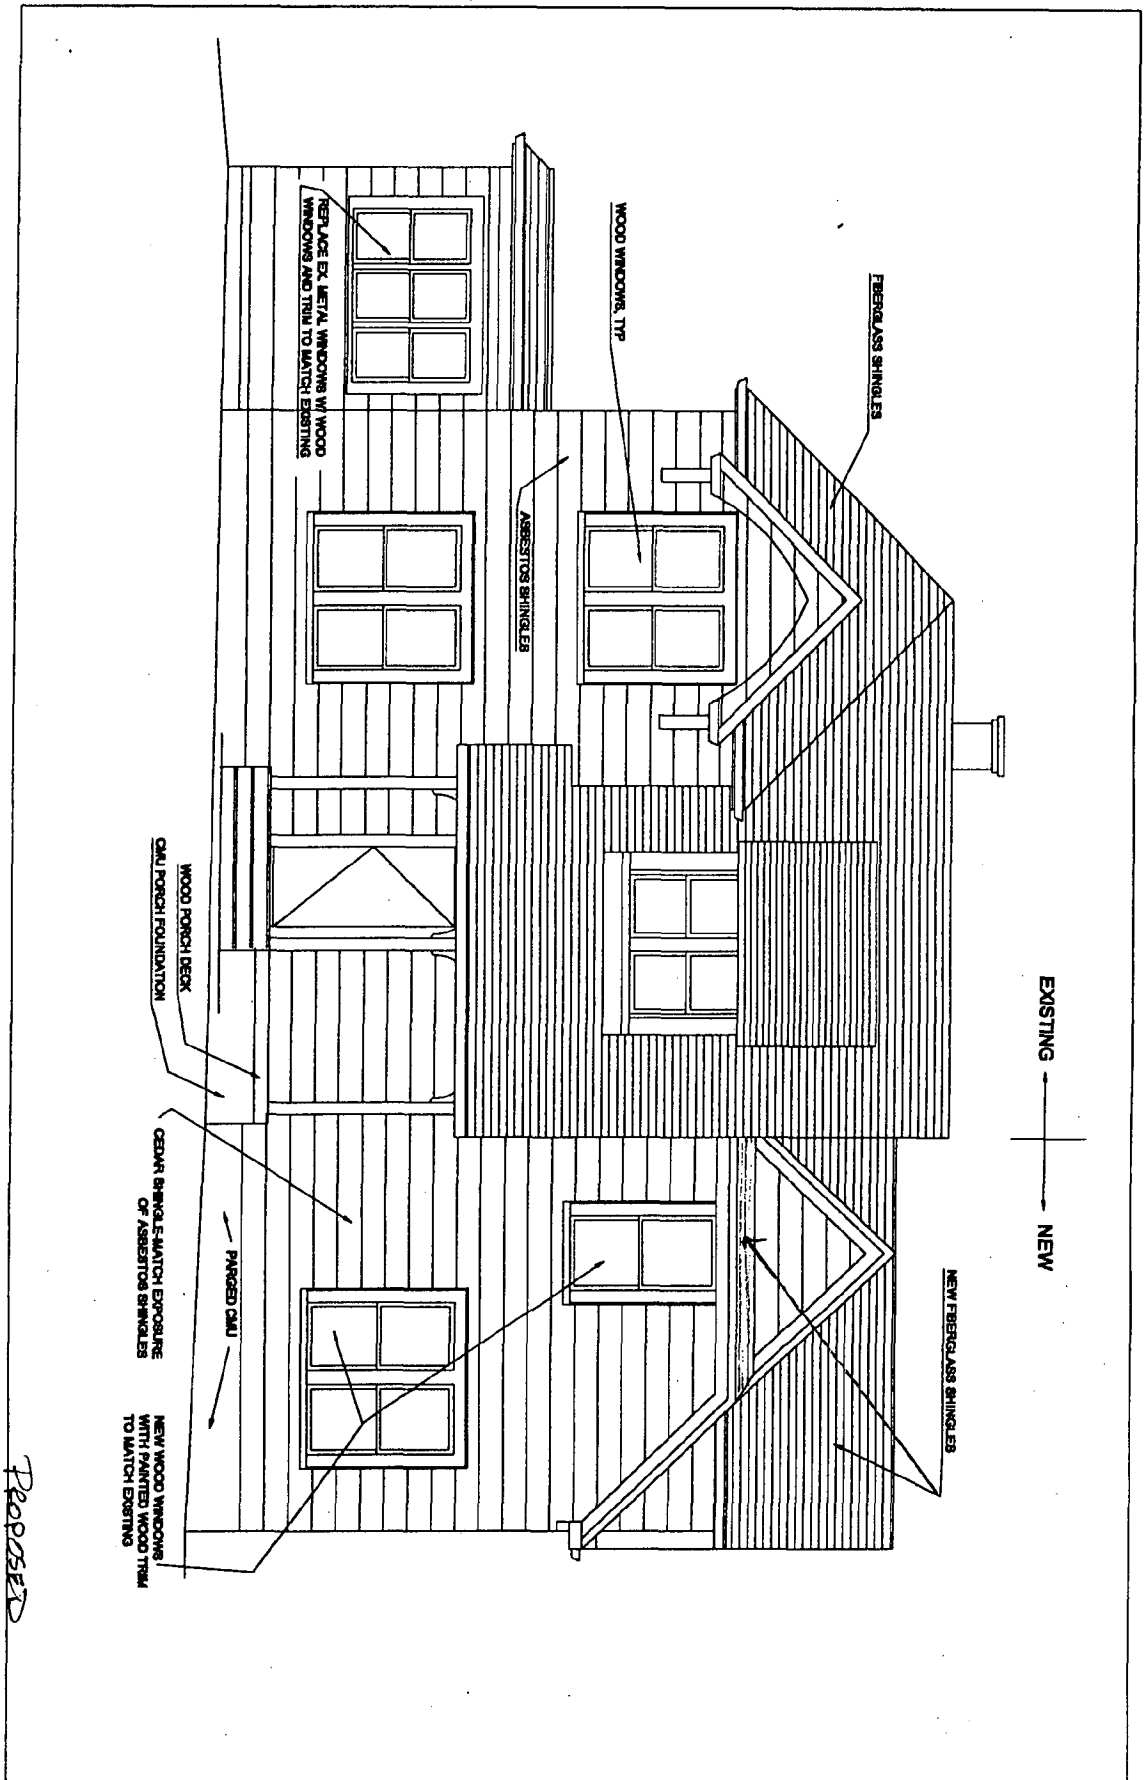 EXISTING
NEW
FIBERGLASS SHINGLES
NEW FIBERGLASS SHINGLES
WOOD WINDOWS, TYP
ASBESTOS SHINGLES
REPLACE EX. METAL WINDOWS W/ WOOD
WINDOWS AND TRIM TO MATCH EXISTING
WOOD PORCH DECK
CMU PORCH FOUNDATION
PARGED CMU
CEDAR SHINGLE-MATCH EXPOSURE
OF ASBESTOS SHINGLES
NEW WOOD WINDOWS
WITH PAINTED WOOD TRIM
TO MATCH EXISTING
PROPOSED